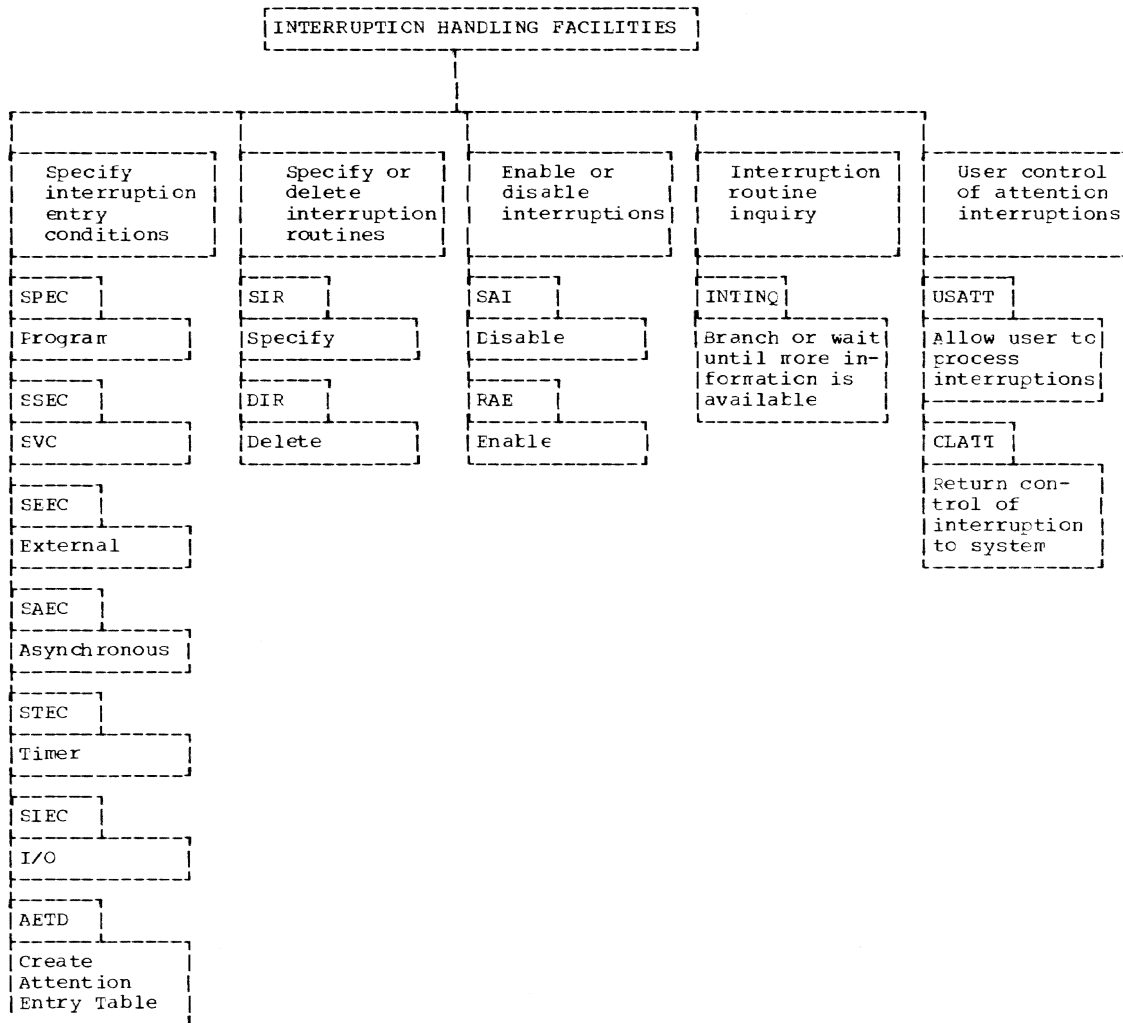 INTERRUPTION HANDLING FACILITIES
Specify
interruption
entry
conditions
Specify or
delete
interruption
routines
Enable or
disable
interruptions
Interruption
routine
inquiry
User control
of attention
interruptions
SPEC
Program
SSEC
SVC
SEEC
External
SAEC
Asynchronous
STEC
Timer
SIEC
I/O
AETD
Create
Attention
Entry Table
SIR
Specify
DIR
Delete
SAI
Disable
RAE
Enable
INTINQ
Branch or wait
until more in-
formation is
available
USATT
Allow user to
process
interruptions
CLATT
Return con-
trol of
interruption
to system